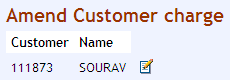 Amend Customer charge
Customer Name
111873 SOURAV